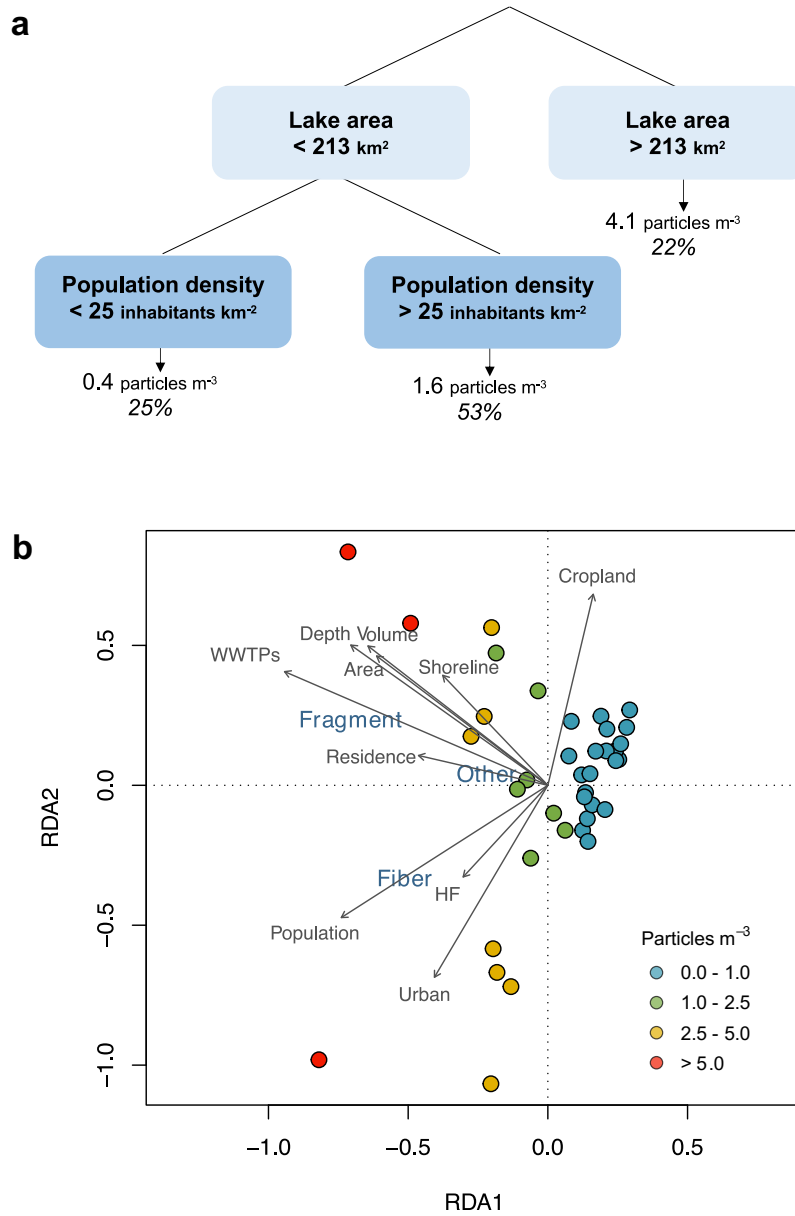 a
Lake area
< 213 km²
Lake area
> 213 km²
4.1 particles m⁻³
22%
Population density
< 25 inhabitants km⁻²
Population density
> 25 inhabitants km⁻²
0.4 particles m⁻³
25%
1.6 particles m⁻³
53%
b
Cropland
Depth
Volume
WWTPs
Area
Shoreline
Fragment
Residence
Other
Fiber
HF
Population
Urban
Particles m⁻³
0.0 - 1.0
1.0 - 2.5
2.5 - 5.0
> 5.0
RDA2
0.5
0.0
−0.5
−1.0
−1.0
−0.5
0.0
0.5
RDA1